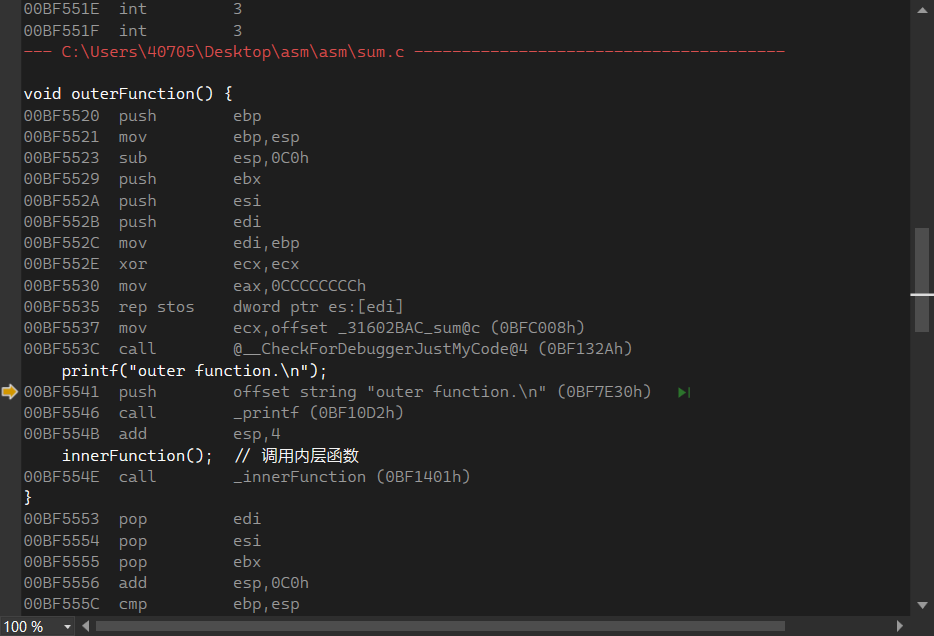 00BF551E  int         3
00BF551F  int         3
--- C:\Users\40705\Desktop\asm\asm\sum.c ---------------------------------------
void outerFunction() {
00BF5520  push        ebp
00BF5521  mov         ebp,esp
00BF5523  sub         esp,0C0h
00BF5529  push        ebx
00BF552A  push        esi
00BF552B  push        edi
00BF552C  mov         edi,ebp
00BF552E  xor         ecx,ecx
00BF5530  mov         eax,0CCCCCCCCh
00BF5535  rep stos    dword ptr es:[edi]
00BF5537  mov         ecx,offset _31602BAC_sum@c (0BFC008h)
00BF553C  call        @__CheckForDebuggerJustMyCode@4 (0BF132Ah)
    printf("outer function.\n");
00BF5541  push        offset string "outer function.\n" (0BF7E30h)
00BF5546  call        _printf (0BF10D2h)
00BF554B  add         esp,4
    innerFunction();  // 调用内层函数
00BF554E  call        _innerFunction (0BF1401h)
}
00BF5553  pop         edi
00BF5554  pop         esi
00BF5555  pop         ebx
00BF5556  add         esp,0C0h
00BF555C  cmp         ebp,esp
100 %